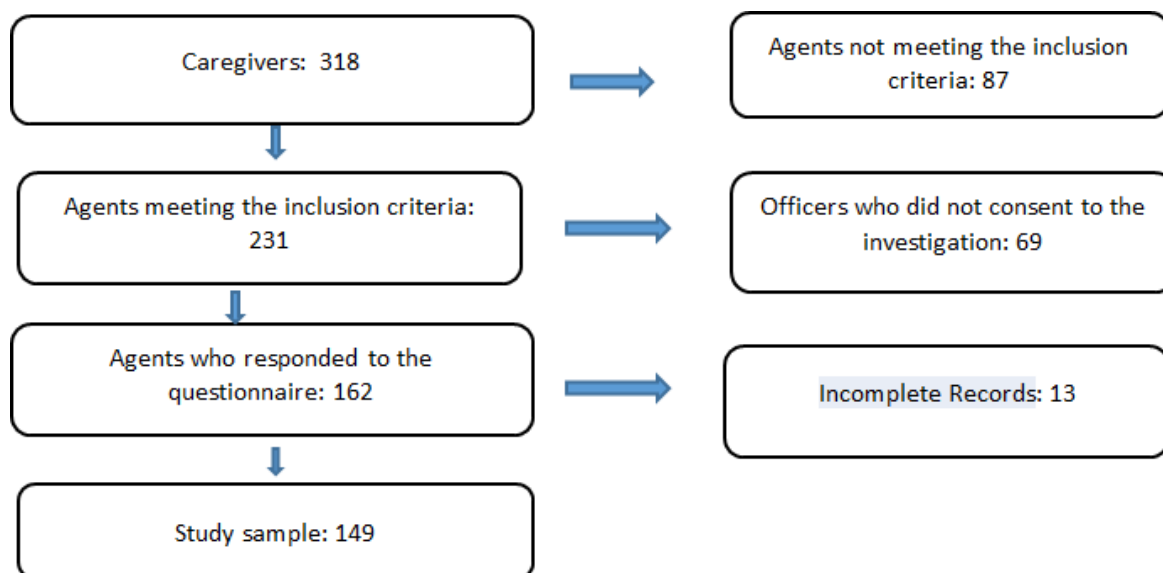 Caregivers:  318
Agents not meeting the inclusion
criteria: 87
Agents meeting the inclusion criteria:
231
Officers who did not consent to the
investigation: 69
Agents who responded to the
questionnaire: 162
Incomplete Records: 13
Study sample: 149